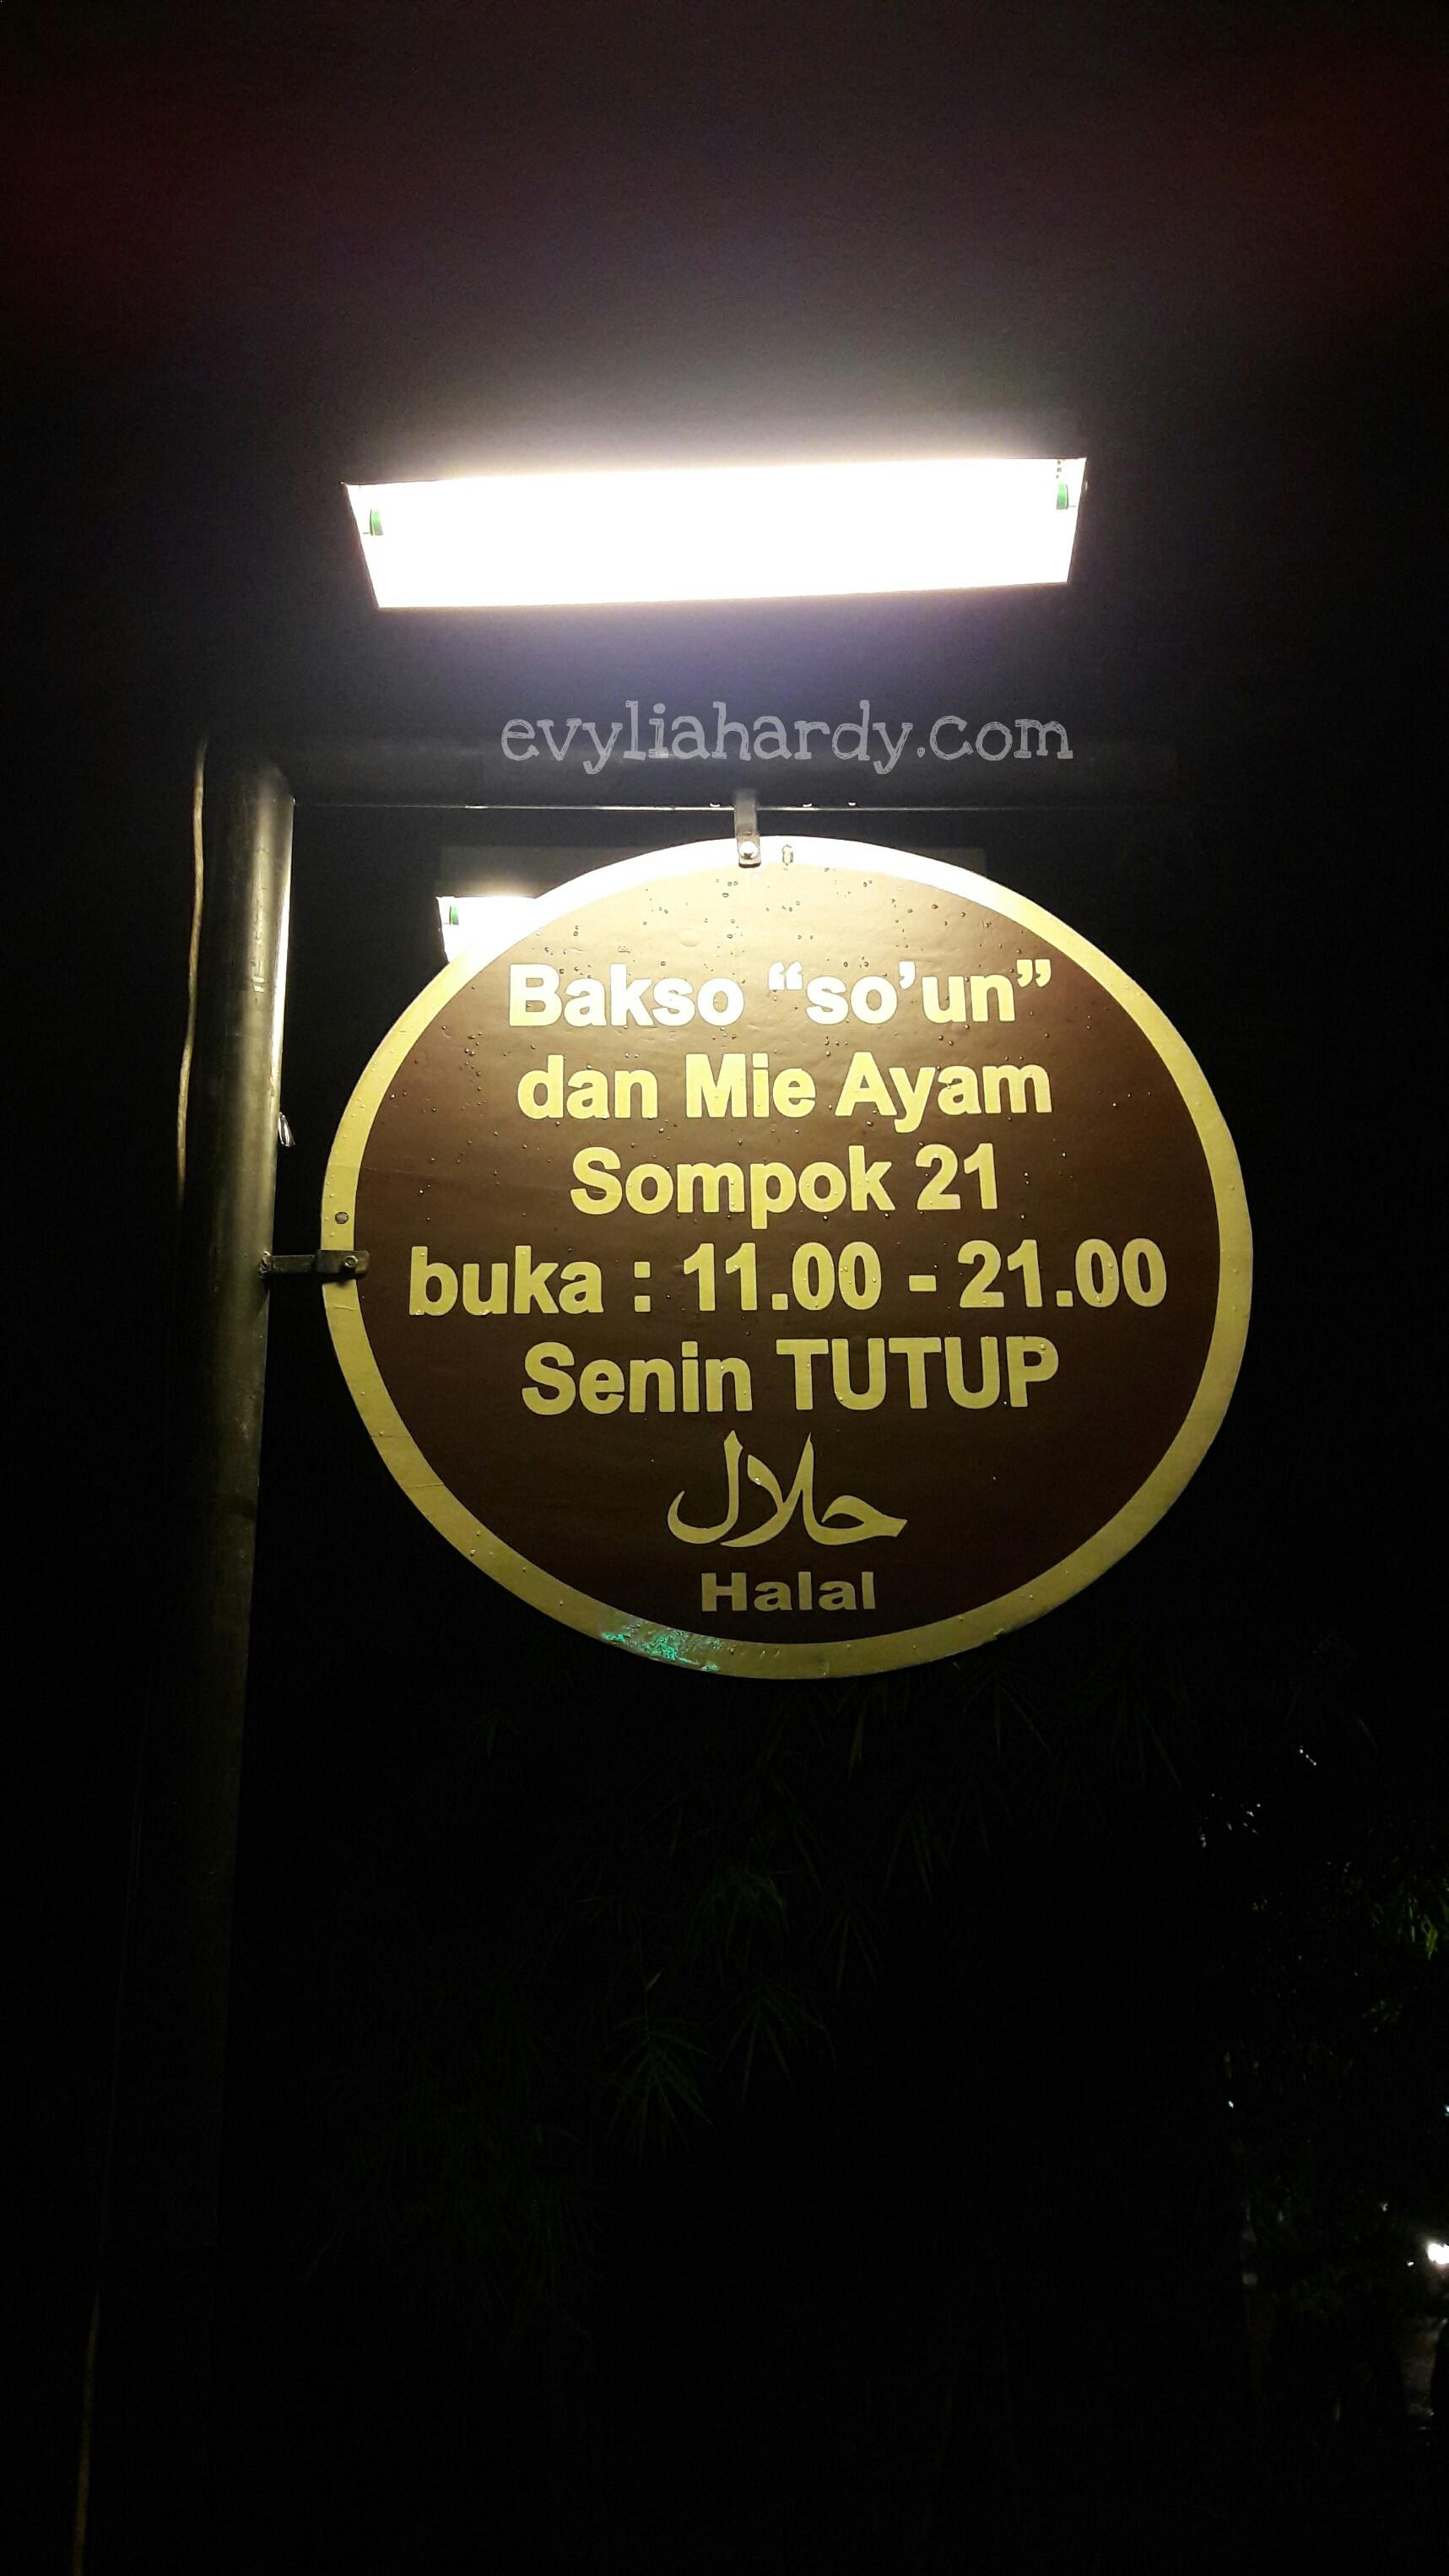 evyliahardy.com
Bakso “so’un”
dan Mie Ayam
Sompok 21
buka : 11.00 - 21.00
Senin TUTUP
حلال
Halal